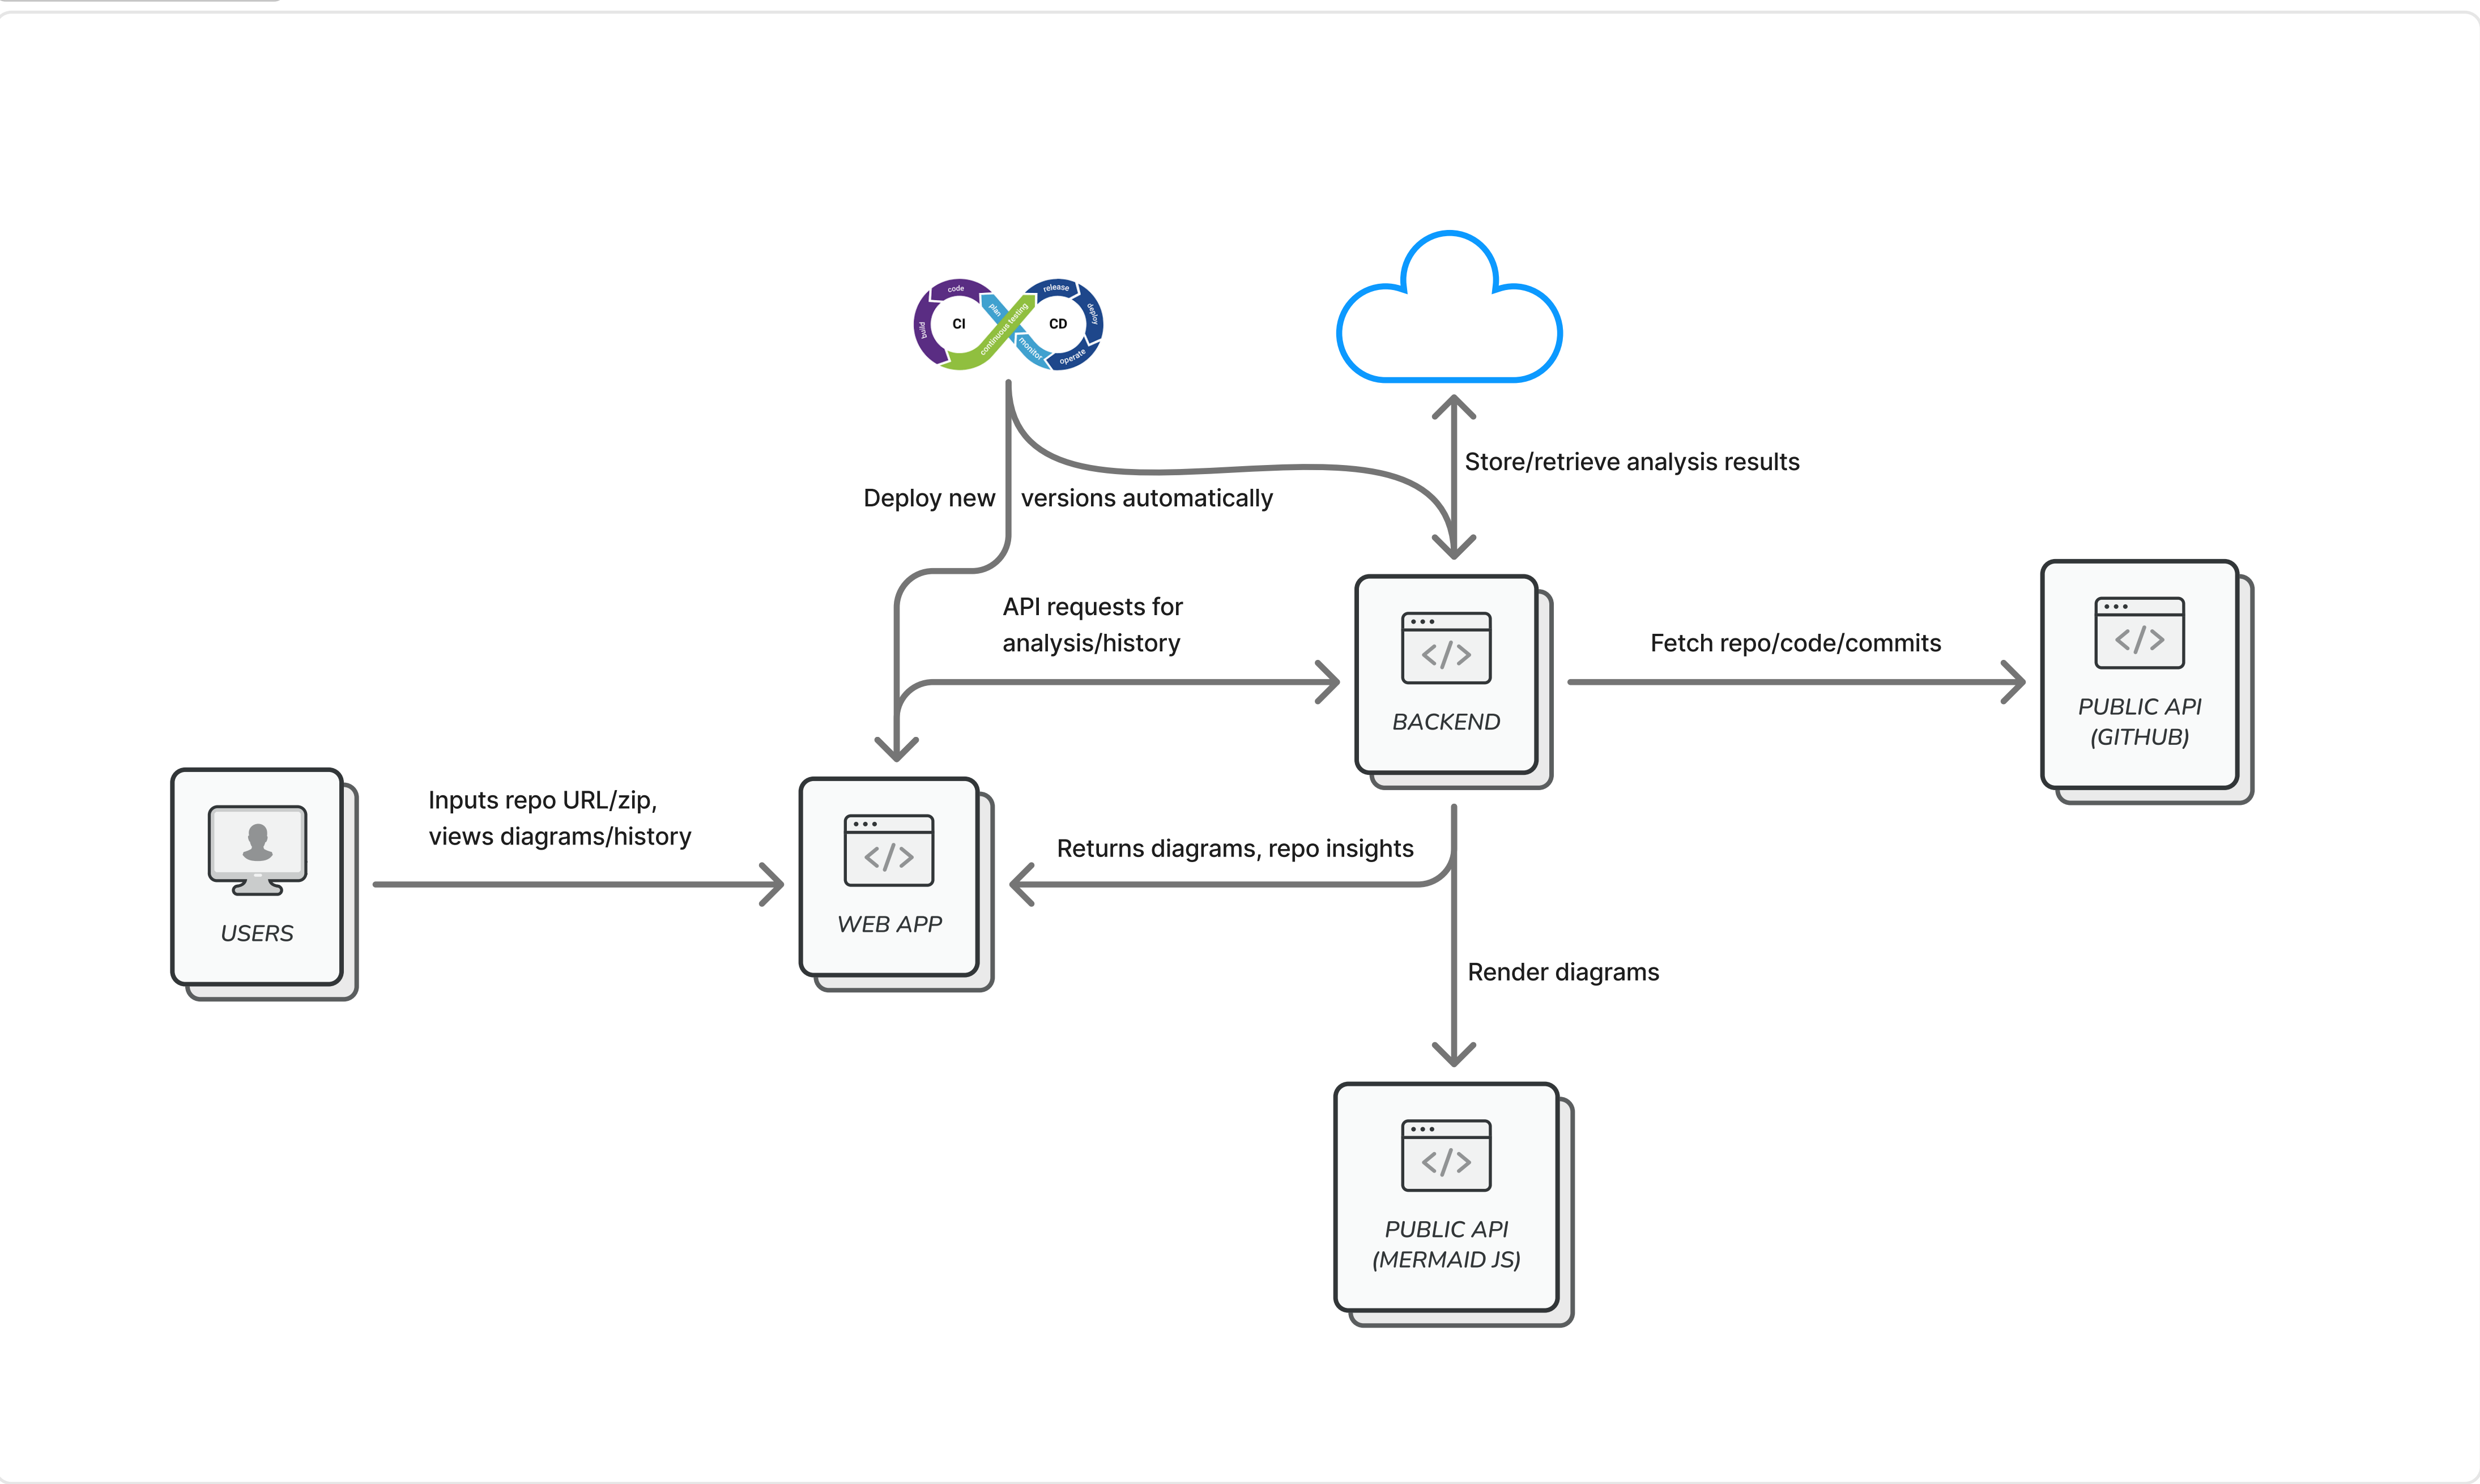 code
release
plan
CI
CD
continuous testing
build
deploy
monitor
operate
Store/retrieve analysis results
Deploy new versions automatically
API requests for
analysis/history
Fetch repo/code/commits
BACKEND
PUBLIC API
(GITHUB)
Inputs repo URL/zip,
views diagrams/history
Returns diagrams, repo insights
USERS
WEB APP
Render diagrams
PUBLIC API
(MERMAID JS)